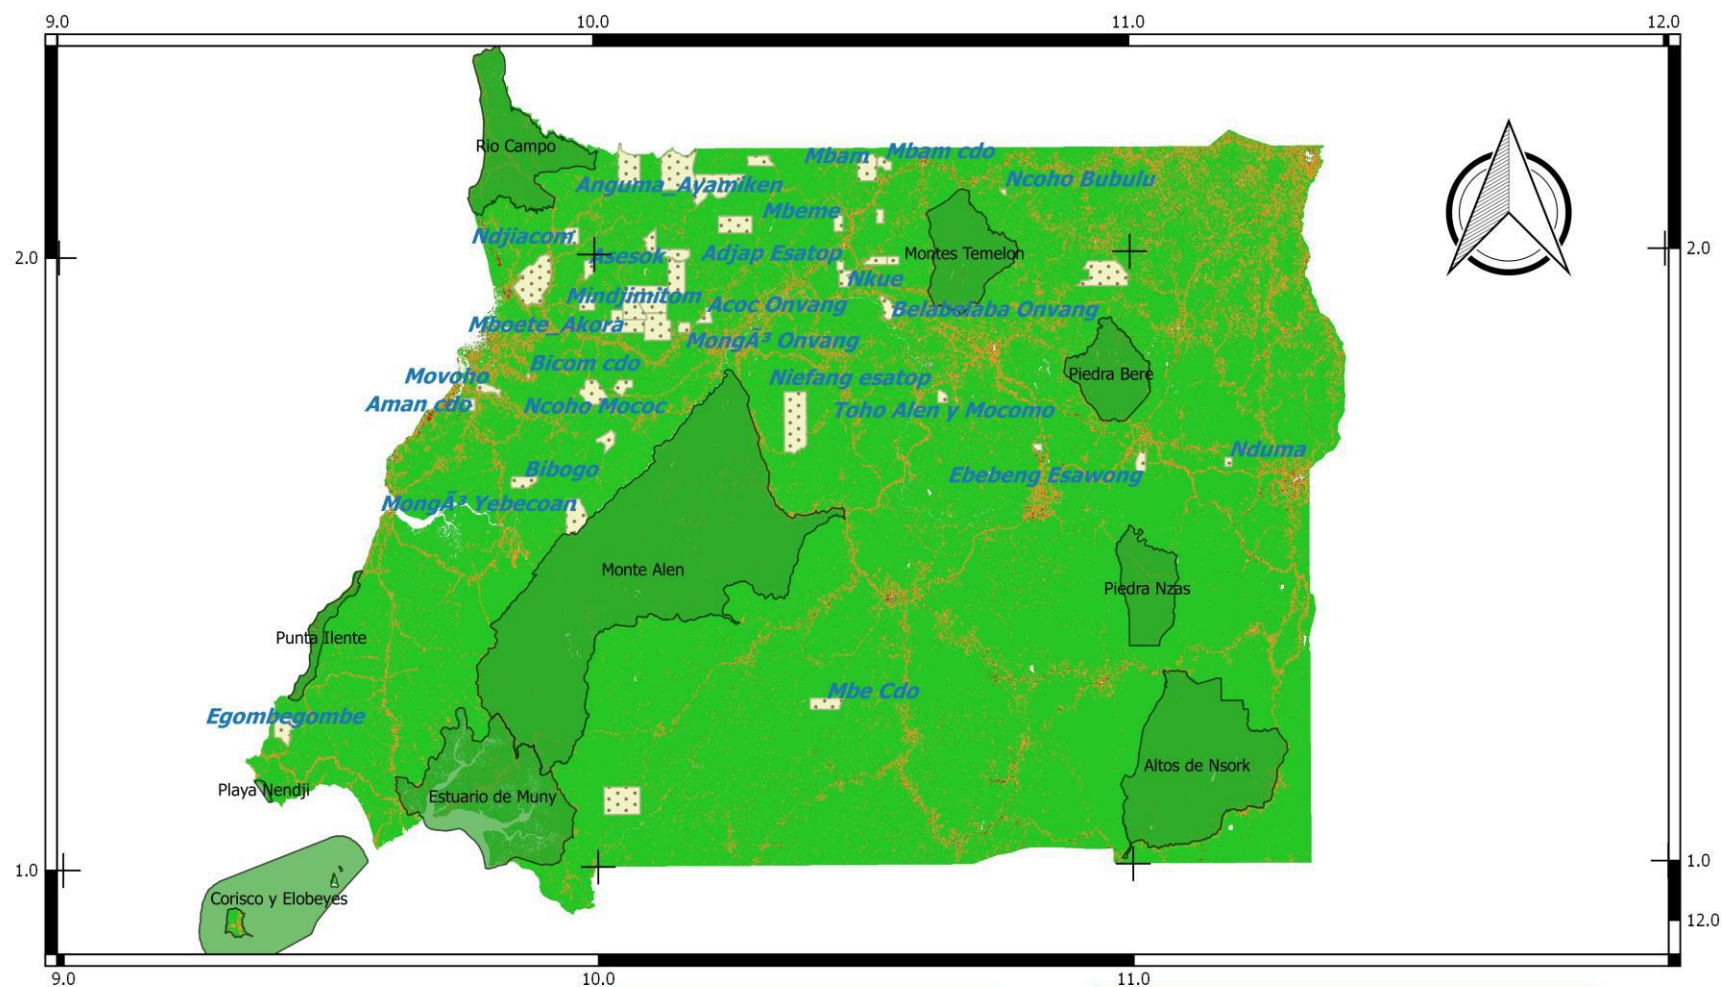 9.0
10.0
11.0
12.0
Rio Campo
Mbam
Mbam cdo
Anguma_Ayamiken
Ncoho Bubulu
Mbeme
Ndjiacom
Asesok
Adjap Esatop
Montes Temelon
2.0
2.0
Nkue
Mindjimitom
Acoc Onvang
Belabelaba Onvang
Mboete_Akora
MongÃ³ Onvang
Bicom cdo
Movoho
Niefang esatop
Piedra Bere
Aman cdo
Ncoho Mococ
Toho Alen y Mocomo
Nduma
Bibogo
Ebebeng Esawong
MongÃ³ Yebecoan
Monte Alen
Piedra Nzas
Punta Ilente
Mbe Cdo
Egombegombe
Altos de Nsork
Playa Nendji
Estuario de Muny
1.0
1.0
Corisco y Elobeyes
12.0
9.0
10.0
11.0